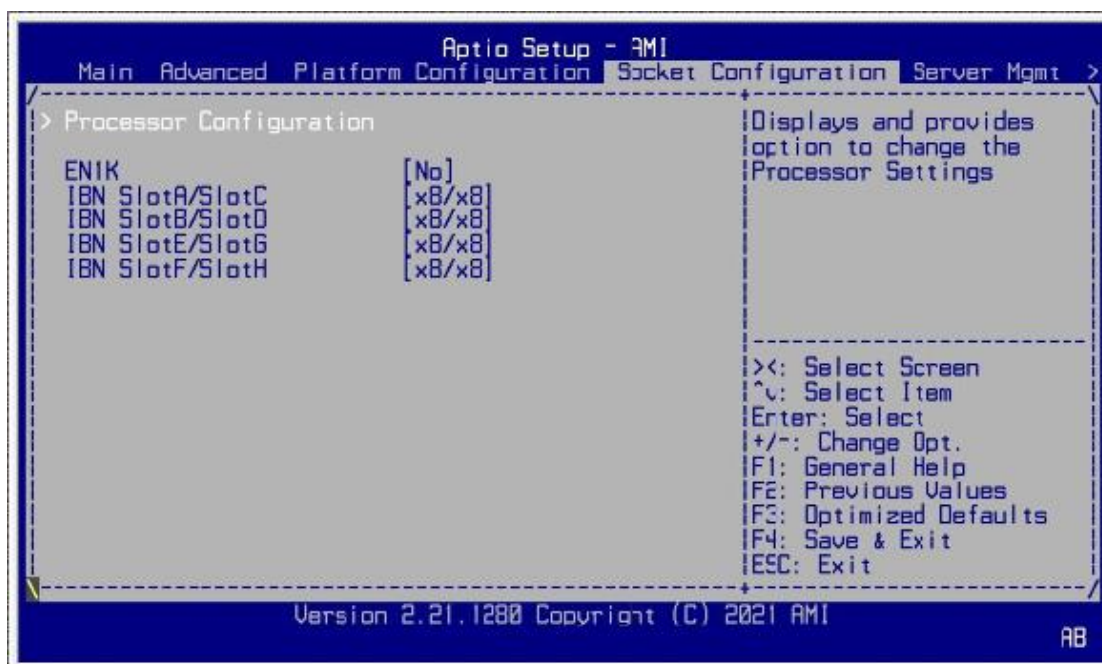 Aptio Setup - AMI
Main Advanced Platform Configuration Socket Configuration Server Mgmt >
> Processor Configuration
EN1K [No]
IBN SlotA/SlotC [x8/x8]
IBN SlotB/SlotD [x8/x8]
IBN SlotE/SlotG [x8/x8]
IBN SlotF/SlotH [x8/x8]
Displays and provides
option to change the
Processor Settings
><: Select Screen
^v: Select Item
Enter: Select
+/-: Change Opt.
F1: General Help
F2: Previous Values
F3: Optimized Defaults
F4: Save & Exit
ESC: Exit
Version 2.21.1280 Copyright (C) 2021 AMI
AB